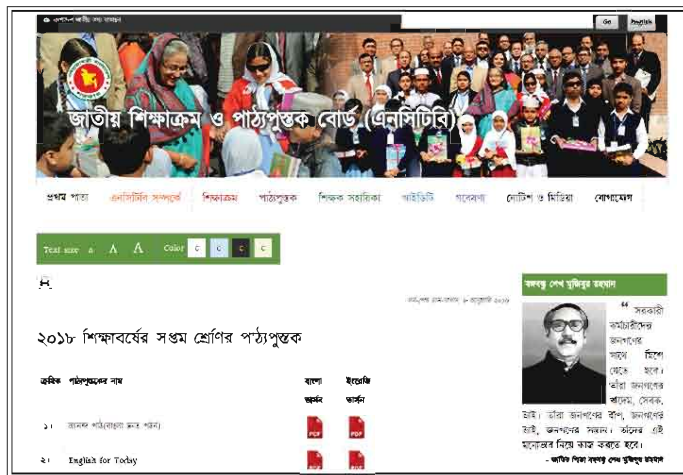 Go English
জাতীয় শিক্ষাক্রম ও পাঠ্যপুস্তক বোর্ড (এনসিটিবি)
প্রথম পাতা এনসিটিবি সম্পর্কে শিক্ষাক্রম পাঠ্যপুস্তক শিক্ষক সহায়িকা আইভিটি গবেষণা নোটিশ ও মিডিয়া যোগাযোগ
Text size A A A Color C C C C
বঙ্গবন্ধু শেখ মুজিবুর রহমান
২০১৮ শিক্ষাবর্ষের সপ্তম শ্রেণির পাঠ্যপুস্তক
ক্রমিক পাঠ্যপুস্তকের নাম বাংলা ভার্সন ইংরেজি ভার্সন
১।
PDF PDF
২। English for Today
“ সরকারী
কর্মচারীদের
জনগণের
সাথে মিশে
যেতে হবে।
তাঁরা জনগণের
খাদেম, সেবক,
ভাই। তাঁরা জনগণের বাপ, জনগণের
ভাই, জনগণের সন্তান। তাঁদের এই
মনোভাব নিয়ে কাজ করতে হবে।
- জাতির পিতা বঙ্গবন্ধু শেখ মুজিবুর রহমান